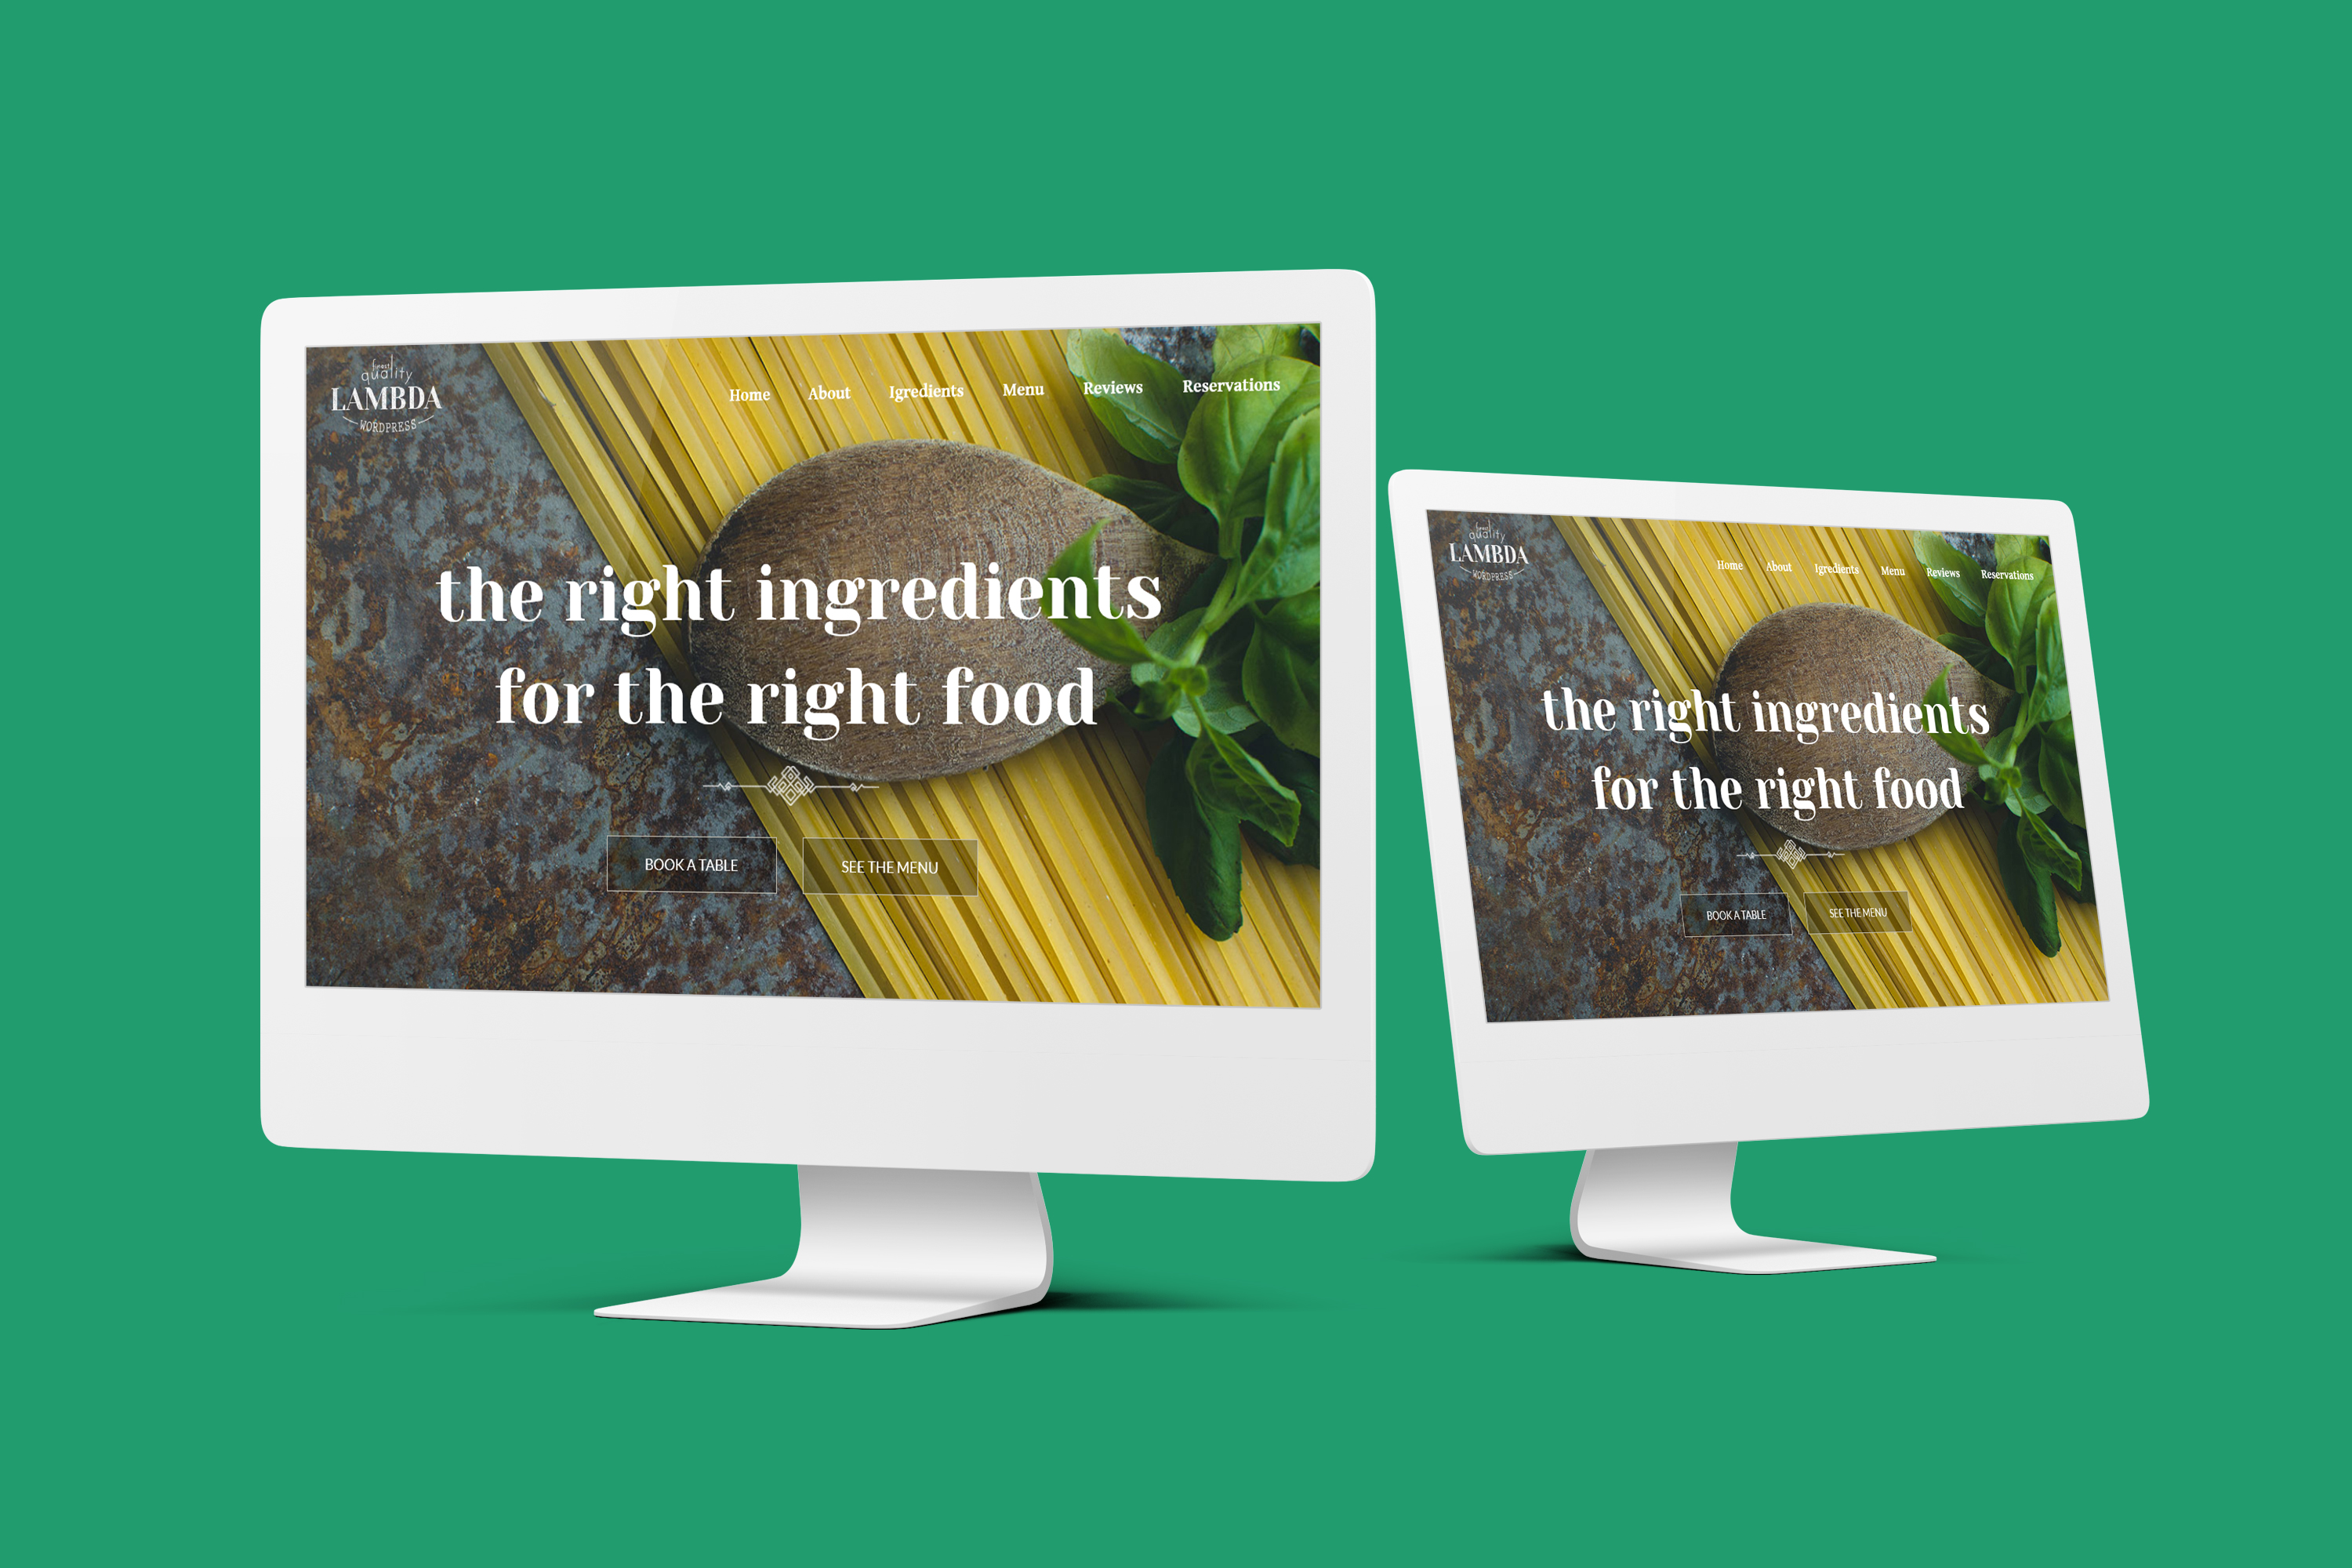 finest
quality
LAMBDA
WORDPRESS
Home About Igredients Menu Reviews Reservations
the right ingredients
for the right food
BOOK A TABLE SEE THE MENU
finest
quality
LAMBDA
WORDPRESS
Home About Igredients Menu Reviews Reservations
the right ingredients
for the right food
BOOK A TABLE SEE THE MENU